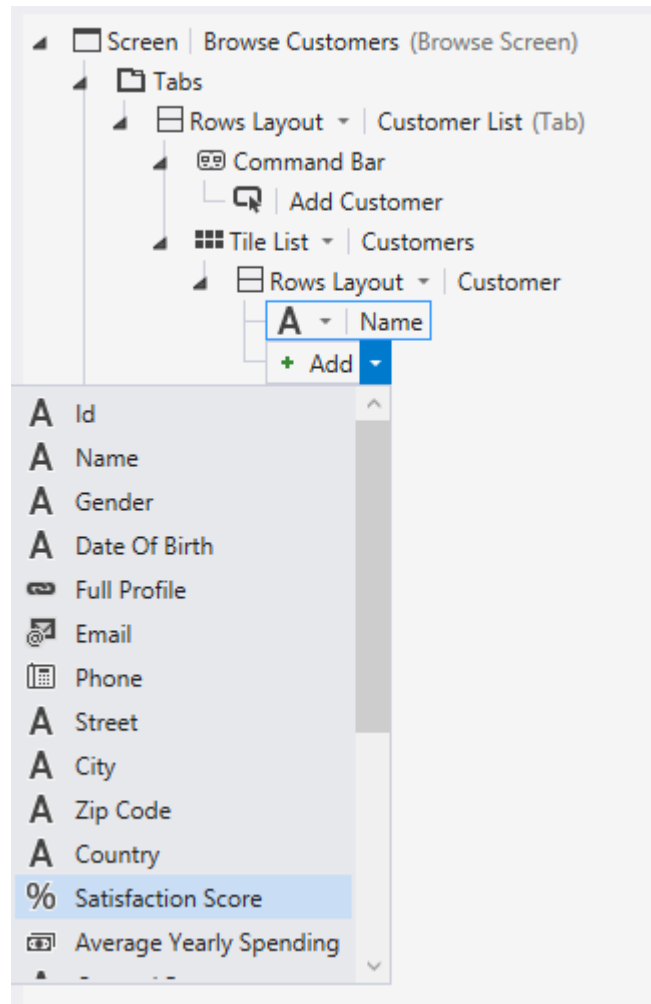 Screen | Browse Customers (Browse Screen)
Tabs
Rows Layout | Customer List (Tab)
Command Bar
Add Customer
Tile List | Customers
Rows Layout | Customer
A | Name
+ Add
A Id
A Name
A Gender
A Date Of Birth
Full Profile
Email
Phone
A Street
A City
A Zip Code
A Country
% Satisfaction Score
Average Yearly Spending